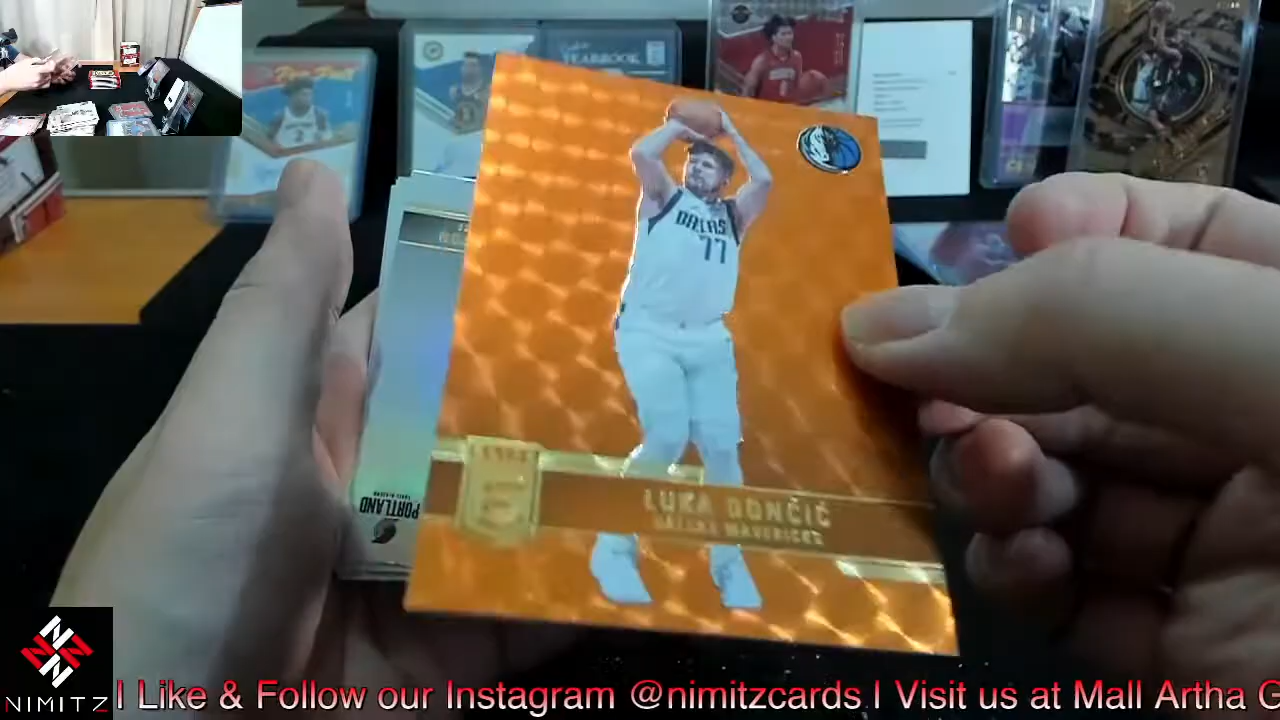 YEARBOOK
DALLAS
77
LUKA DONČIĆ
DALLAS MAVERICKS
PORTLAND
NIMITZ
I Like & Follow our Instagram @nimitzcards I Visit us at Mall Artha G